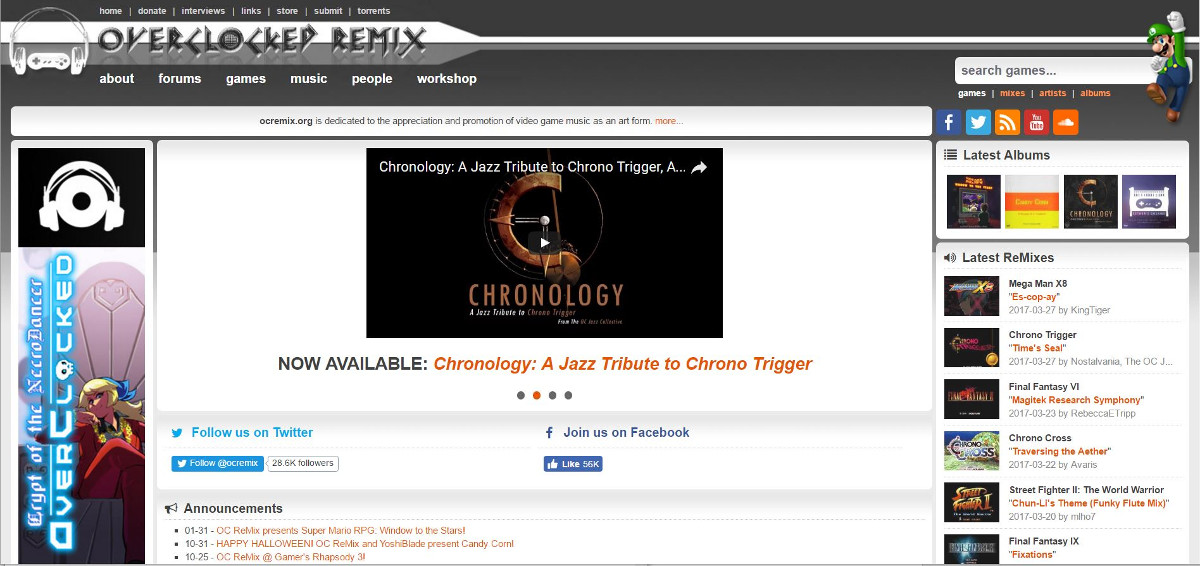 home | donate | interviews | links | store | submit | torrents
OVERCLOCKED REMIX
about forums games music people workshop
search games...
games | mixes | artists | albums
ocremix.org is dedicated to the appreciation and promotion of video game music as an art form. more...
Crypt of the NecroDancer
OVERCLOCKED
Chronology: A Jazz Tribute to Chrono Trigger, A...
CHRONOLOGY
A Jazz Tribute to Chrono Trigger
From The OC Jazz Collective
NOW AVAILABLE: Chronology: A Jazz Tribute to Chrono Trigger
Follow us on Twitter
Follow @ocremix 28.6K followers
Join us on Facebook
Like 56K
Announcements
01-31 - OC ReMix presents Super Mario RPG: Window to the Stars!
10-31 - HAPPY HALLOWEEN! OC ReMix and YoshiBlade present Candy Corn!
10-25 - OC ReMix @ Gamer's Rhapsody 3!
You
Tube
Latest Albums
CHRONOLOGY
Latest ReMixes
Mega Man X8
"Es-cop-ay"
2017-03-27 by KingTiger
Chrono Trigger
"Time's Seal"
2017-03-27 by Nostalvania, The OC J...
Final Fantasy VI
"Magitek Research Symphony"
2017-03-23 by RebeccaETripp
CHRONO
CROSS
Chrono Cross
"Traversing the Aether"
2017-03-22 by Avaris
STREET
FIGHTER II
Street Fighter II: The World Warrior
"Chun-Li's Theme (Funky Flute Mix)"
2017-03-20 by mlho7
Final Fantasy IX
"Fixations"